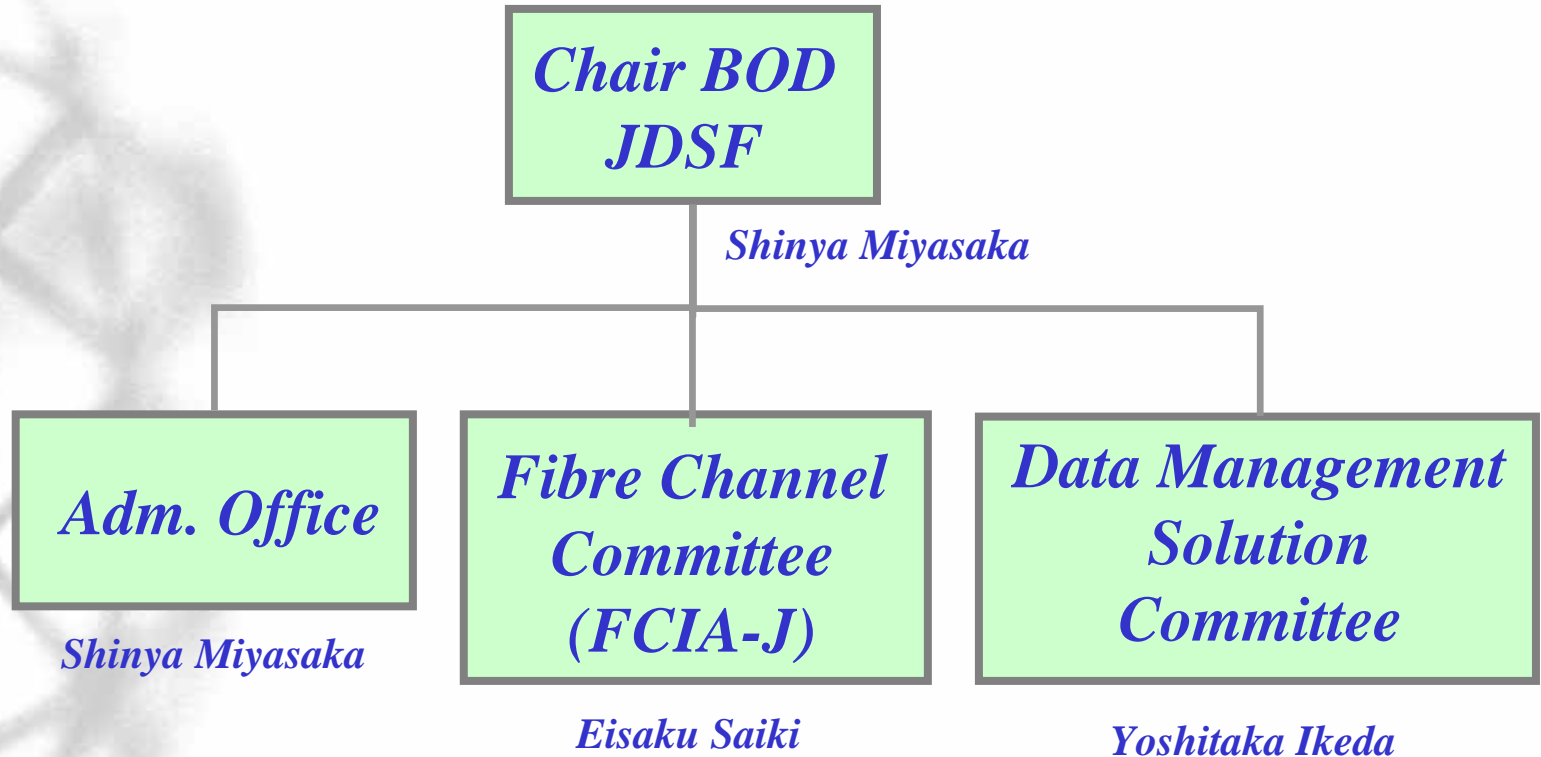 Chair BOD
JDSF
Shinya Miyasaka
Adm. Office
Shinya Miyasaka
Fibre Channel
Committee
(FCIA-J)
Eisaku Saiki
Data Management
Solution
Committee
Yoshitaka Ikeda